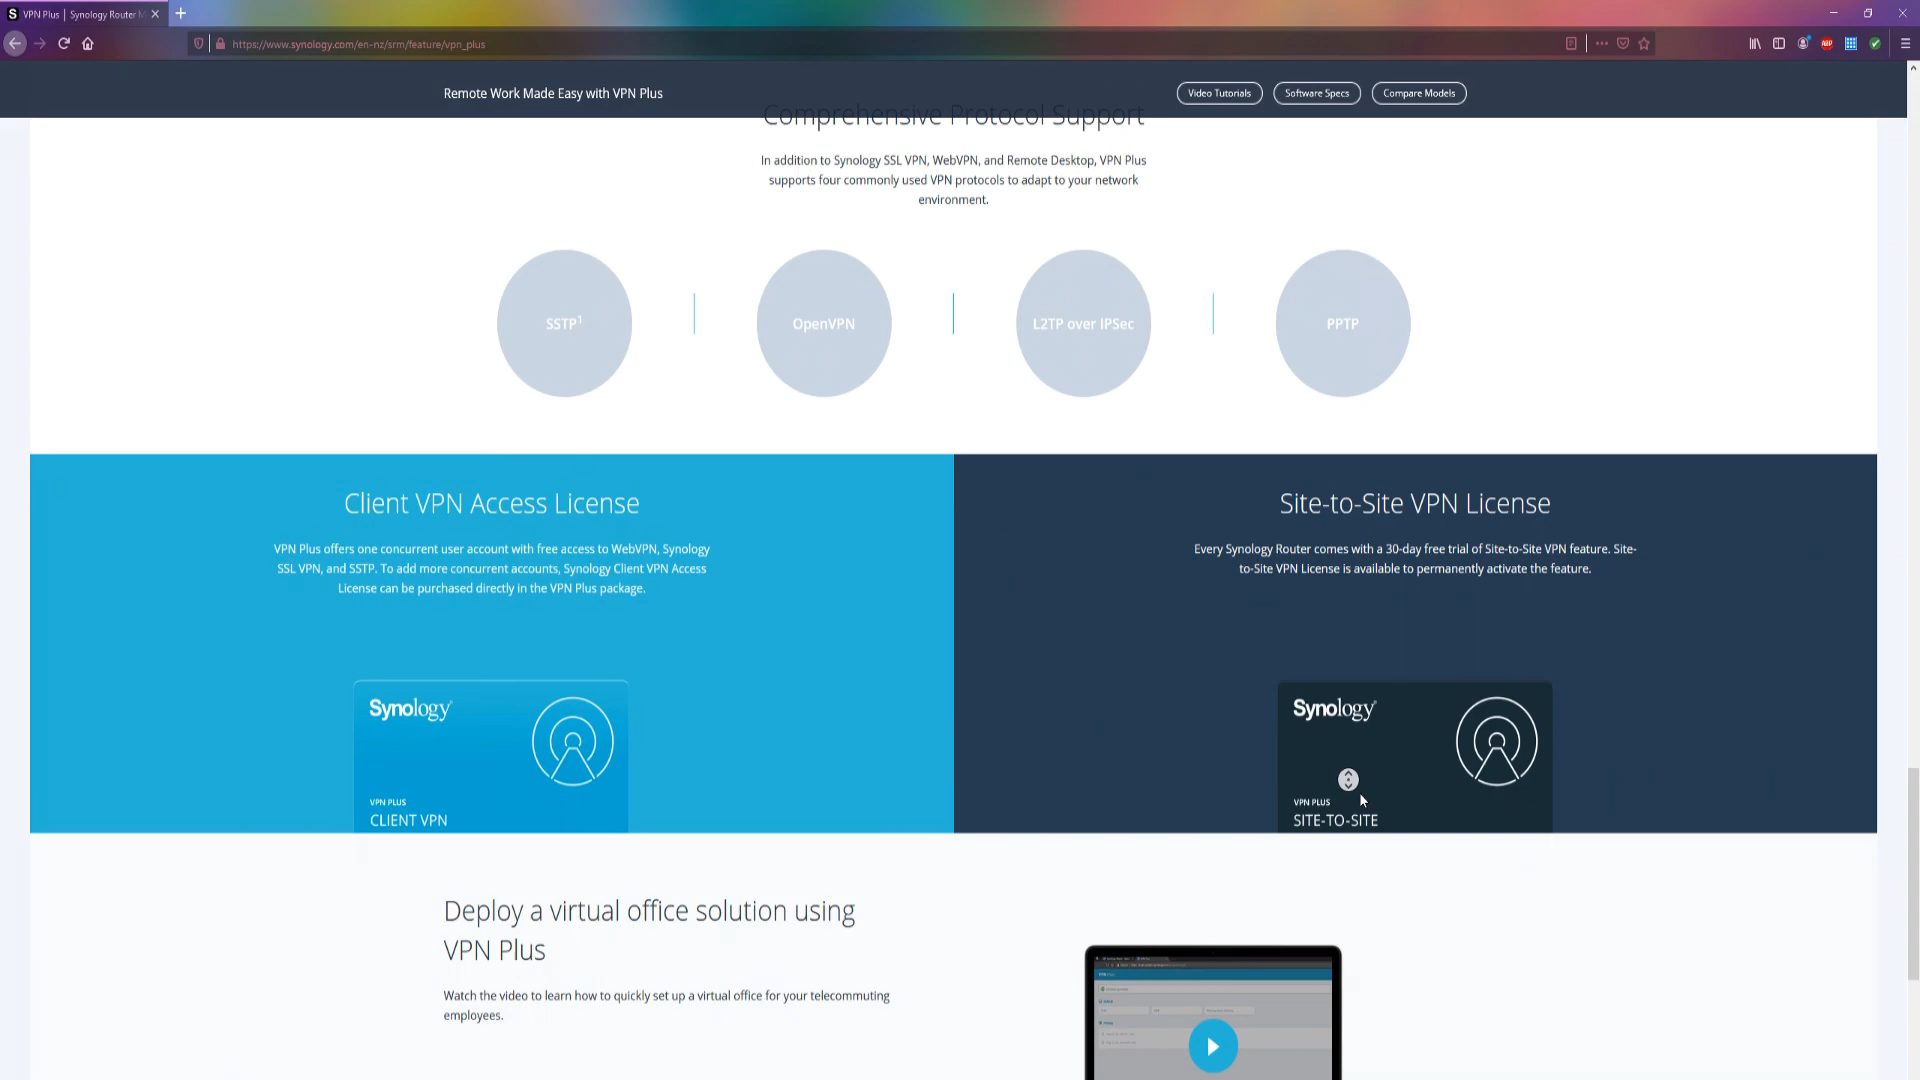 S VPN Plus | Synology Router M
https://www.synology.com/en-nz/srm/feature/vpn_plus
ABP
Remote Work Made Easy with VPN Plus
Video Tutorials
Software Specs
Compare Models
Comprehensive Protocol Support
In addition to Synology SSL VPN, WebVPN, and Remote Desktop, VPN Plus
supports four commonly used VPN protocols to adapt to your network
environment.
SSTP1
OpenVPN
L2TP over IPSec
PPTP
Client VPN Access License
VPN Plus offers one concurrent user account with free access to WebVPN, Synology
SSL VPN, and SSTP. To add more concurrent accounts, Synology Client VPN Access
License can be purchased directly in the VPN Plus package.
Synology
VPN PLUS
CLIENT VPN
Site-to-Site VPN License
Every Synology Router comes with a 30-day free trial of Site-to-Site VPN feature. Site-
to-Site VPN License is available to permanently activate the feature.
Synology
VPN PLUS
SITE-TO-SITE
Deploy a virtual office solution using
VPN Plus
Watch the video to learn how to quickly set up a virtual office for your telecommuting
employees.